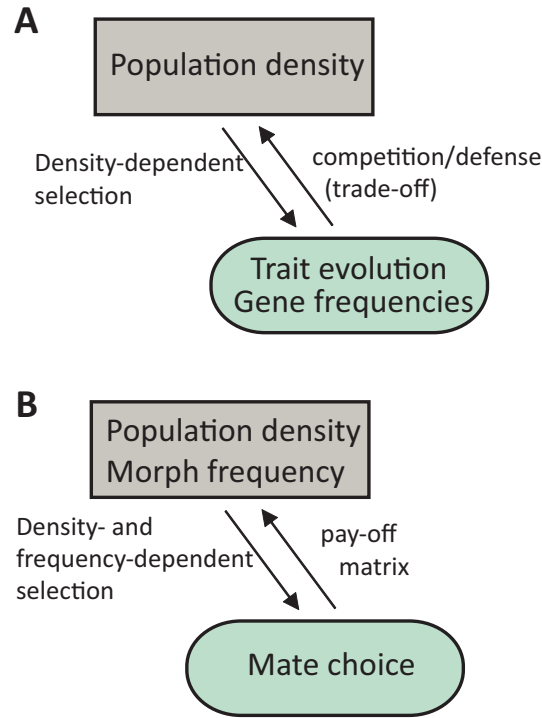 A
Population density
Density-dependent
selection
competition/defense
(trade-off)
Trait evolution
Gene frequencies
B
Population density
Morph frequency
Density- and
frequency-dependent
selection
pay-off
matrix
Mate choice